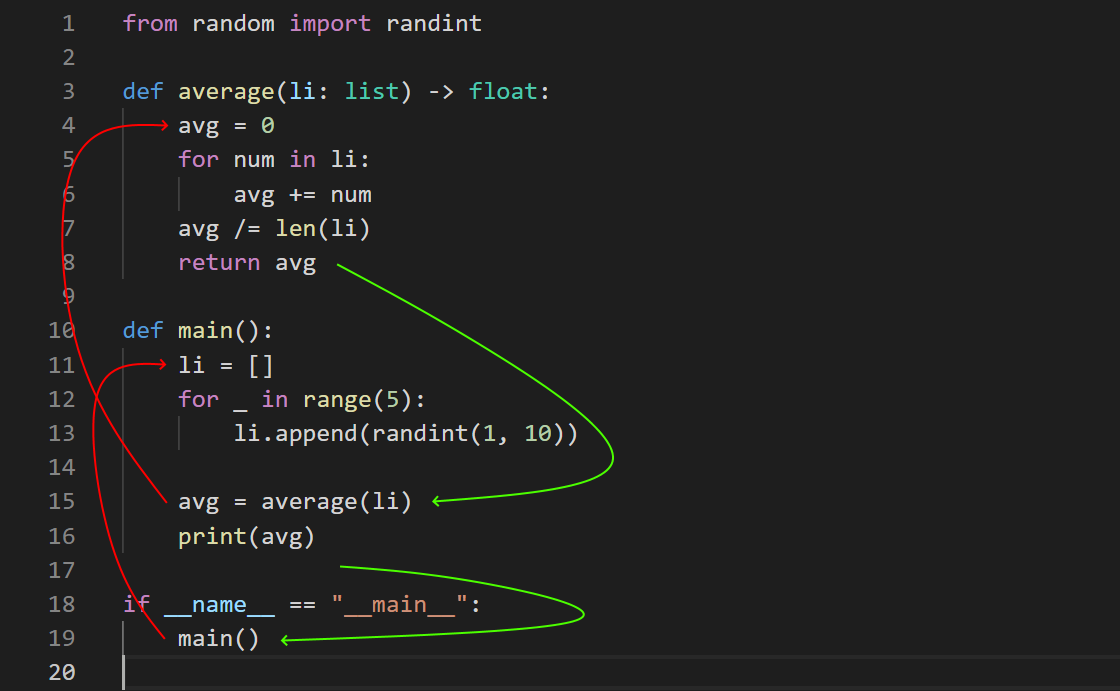 1 from random import randint
2
3 def average(li: list) -> float:
4     avg = 0
5     for num in li:
6         avg += num
7     avg /= len(li)
8     return avg
9
10 def main():
11     li = []
12     for _ in range(5):
13         li.append(randint(1, 10))
14
15     avg = average(li)
16     print(avg)
17
18 if __name__ == "__main__":
19     main()
20